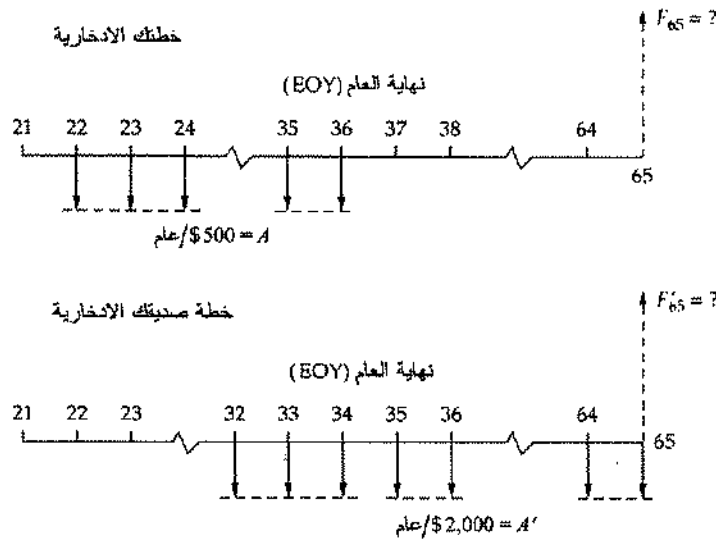 خطتك الادخارية
F₆₅ = ?
نهاية العام (EOY)
21 22 23 24 35 36 37 38 64 65
A = $500/عام
خطة صديقك الادخارية
F′₆₅ = ?
نهاية العام (EOY)
21 22 23 32 33 34 35 36 64 65
A′ = $2,000/عام